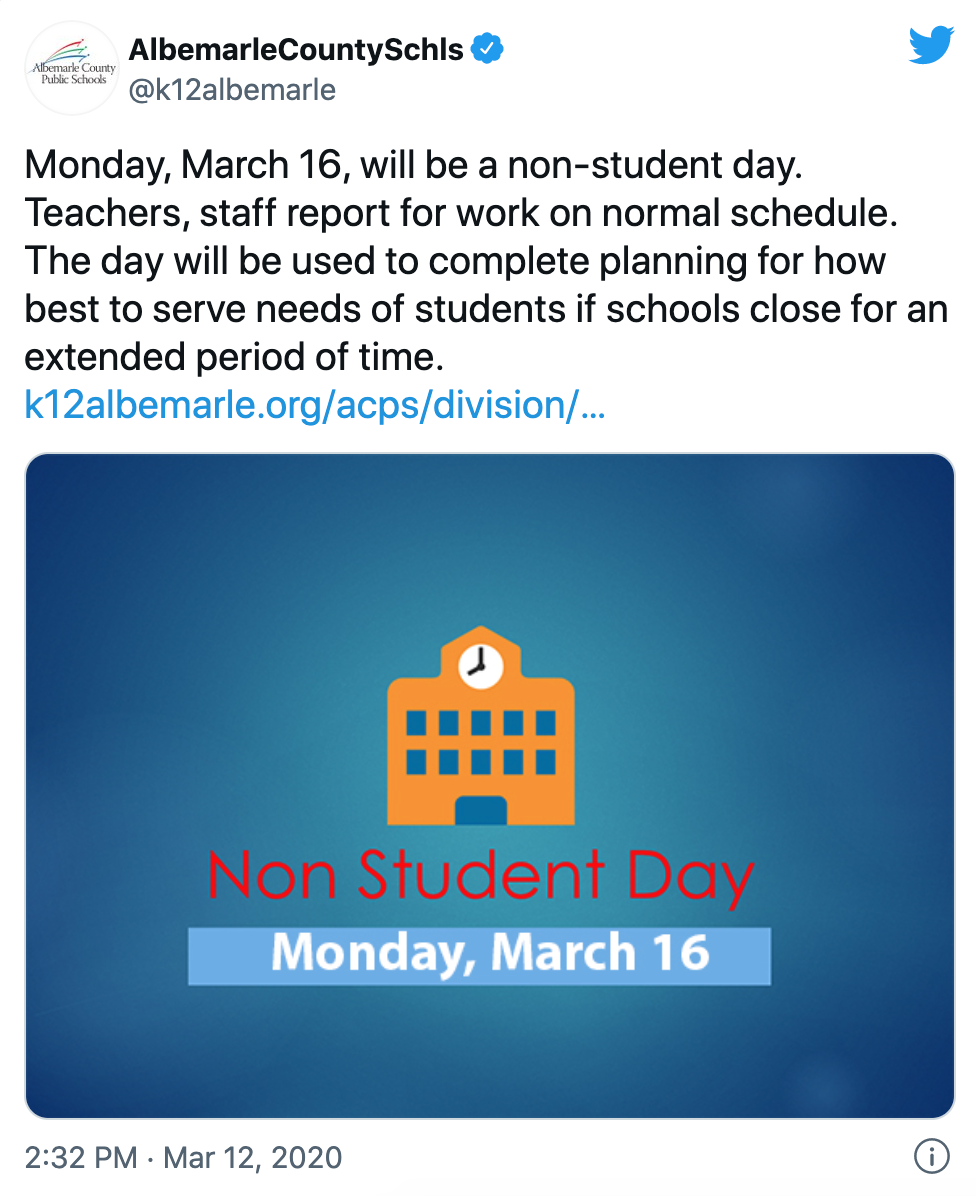 AlbemarleCountySchls
Albemarle County
Public Schools
@k12albemarle
Monday, March 16, will be a non-student day.
Teachers, staff report for work on normal schedule.
The day will be used to complete planning for how
best to serve needs of students if schools close for an
extended period of time.
k12albemarle.org/acps/division/…
Non Student Day
Monday, March 16
2:32 PM · Mar 12, 2020